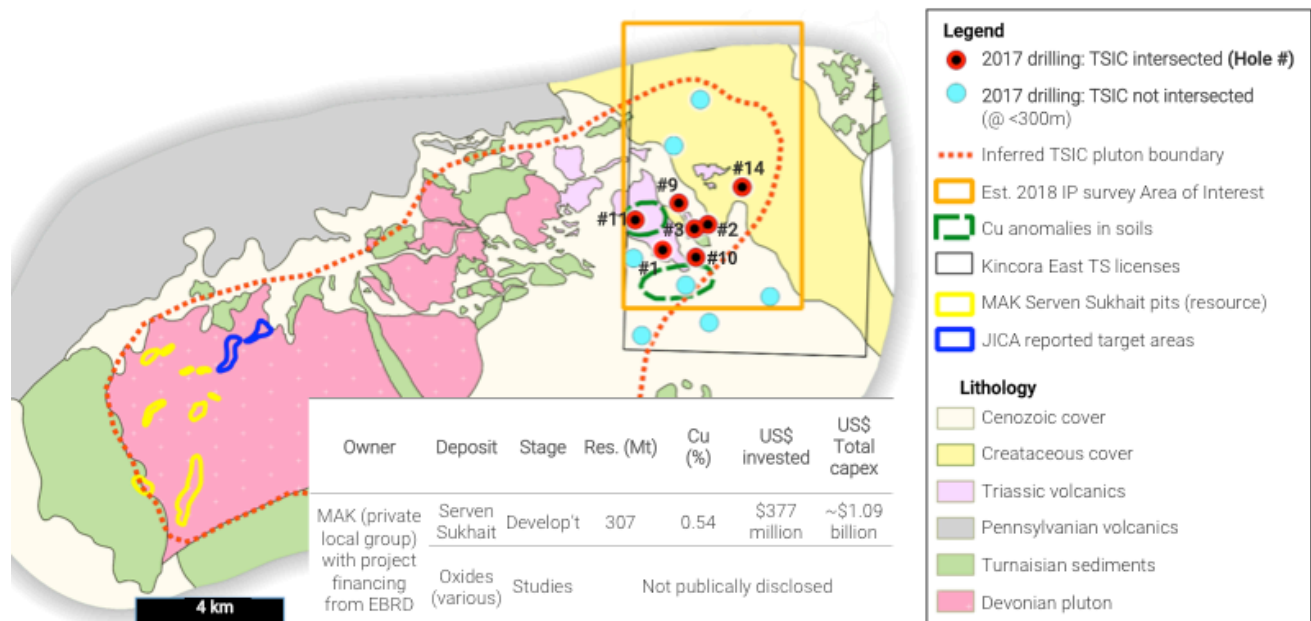 #14
#9
#11
#3
#2
#1
#10
Owner Deposit Stage Res. (Mt) Cu (%) US$ invested US$ Total capex
MAK (private local group) with project financing from EBRD
Serven Sukhait Develop't 307 0.54 $377 million ~$1.09 billion
Oxides (various) Studies Not publically disclosed
4 km
Legend
2017 drilling: TSIC intersected (Hole #)
2017 drilling: TSIC not intersected
(@ <300m)
Inferred TSIC pluton boundary
Est. 2018 IP survey Area of Interest
Cu anomalies in soils
Kincora East TS licenses
MAK Serven Sukhait pits (resource)
JICA reported target areas
Lithology
Cenozoic cover
Creataceous cover
Triassic volcanics
Pennsylvanian volcanics
Turnaisian sediments
Devonian pluton